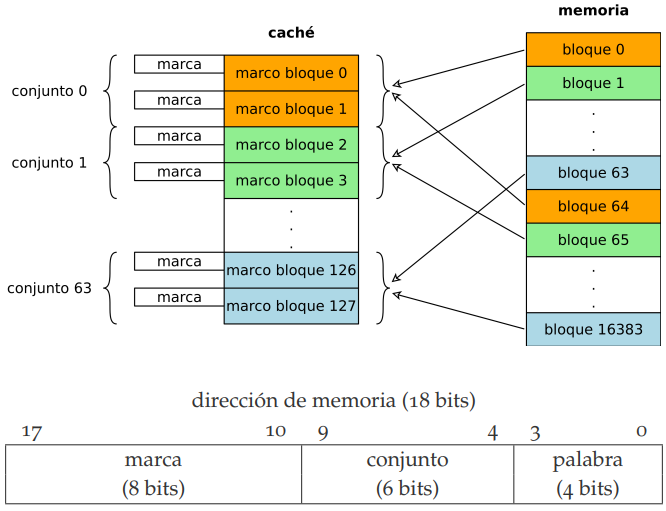 caché
memoria
conjunto 0
marca
marco bloque 0
marca
marco bloque 1
conjunto 1
marca
marco bloque 2
marca
marco bloque 3
.
.
.
conjunto 63
marca
marco bloque 126
marca
marco bloque 127
bloque 0
bloque 1
.
.
.
bloque 63
bloque 64
bloque 65
.
.
.
bloque 16383
dirección de memoria (18 bits)
17 10 9 4 3 0
marca conjunto palabra
(8 bits) (6 bits) (4 bits)